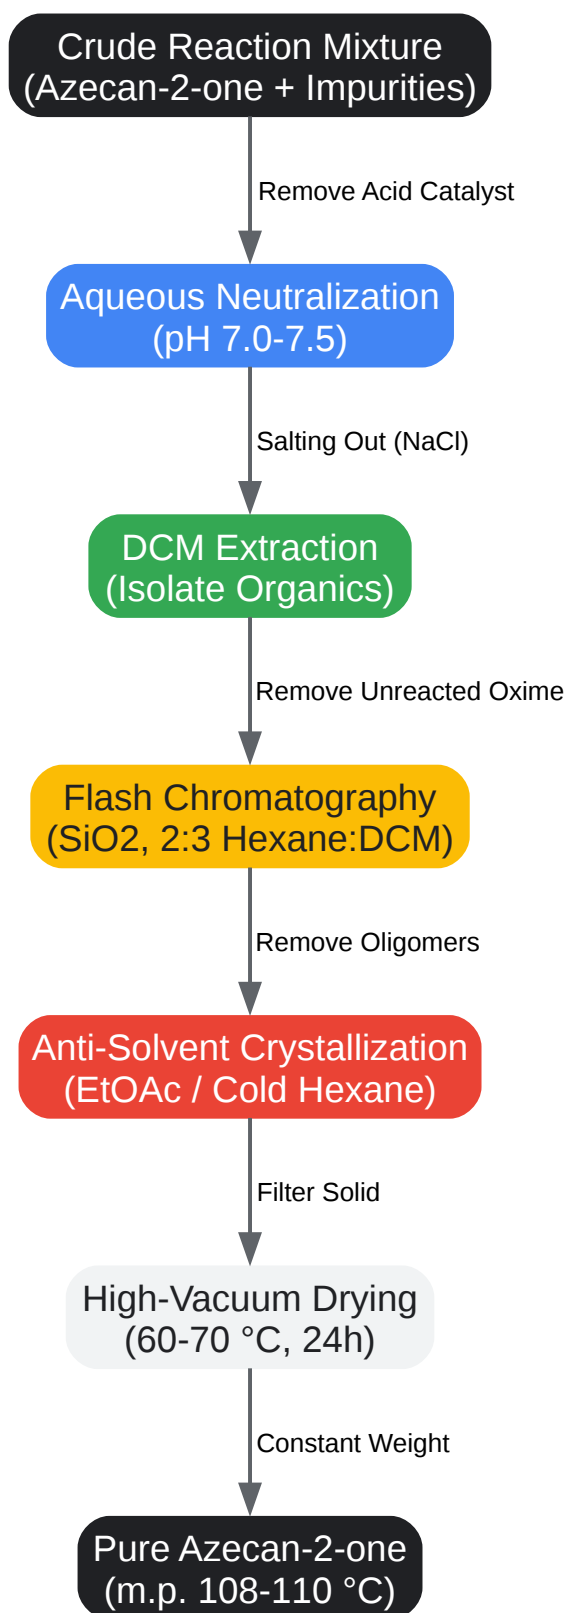 Crude Reaction Mixture
(Azecan-2-one + Impurities)
Remove Acid Catalyst
Aqueous Neutralization
(pH 7.0-7.5)
Salting Out (NaCl)
DCM Extraction
(Isolate Organics)
Remove Unreacted Oxime
Flash Chromatography
(SiO2, 2:3 Hexane:DCM)
Remove Oligomers
Anti-Solvent Crystallization
(EtOAc / Cold Hexane)
Filter Solid
High-Vacuum Drying
(60-70 °C, 24h)
Constant Weight
Pure Azecan-2-one
(m.p. 108-110 °C)